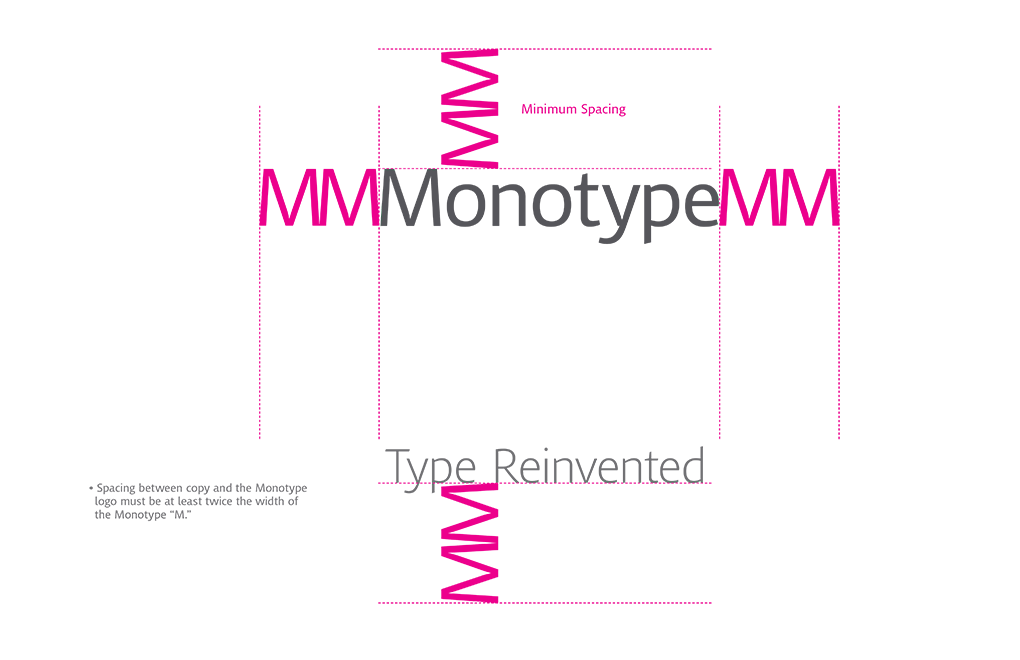 MM
Minimum Spacing
MMMonotypeMM
Type Reinvented
• Spacing between copy and the Monotype
logo must be at least twice the width of
the Monotype “M.”
MM